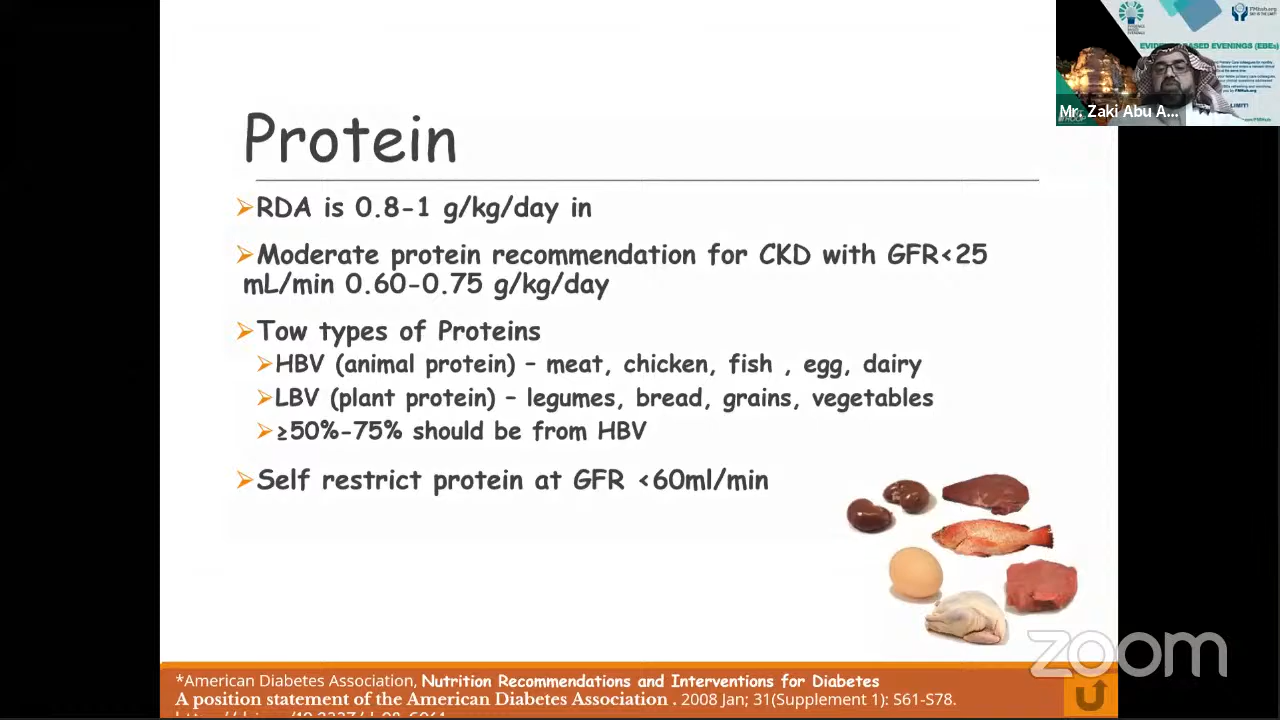 Protein
RDA is 0.8-1 g/kg/day in
Moderate protein recommendation for CKD with GFR<25
mL/min 0.60-0.75 g/kg/day
Tow types of Proteins
HBV (animal protein) – meat, chicken, fish , egg, dairy
LBV (plant protein) – legumes, bread, grains, vegetables
≥50%-75% should be from HBV
Self restrict protein at GFR <60ml/min
*American Diabetes Association, Nutrition Recommendations and Interventions for Diabetes
A position statement of the American Diabetes Association . 2008 Jan; 31(Supplement 1): S61-S78.
zoom
FMhub.org
EBEs)
LIMIT!
Mr. Zaki Abu A...